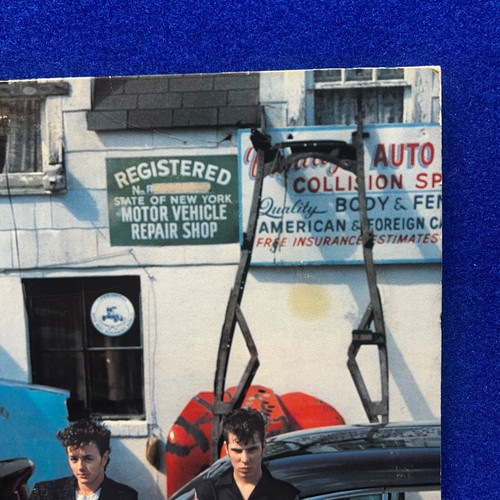 REGISTERED
STATE OF NEW YORK
MOTOR VEHICLE
REPAIR SHOP
AUTO
COLLISION SP
Quality BODY & FEN
AMERICAN & FOREIGN CA
FREE INSURANCE ESTIMATES